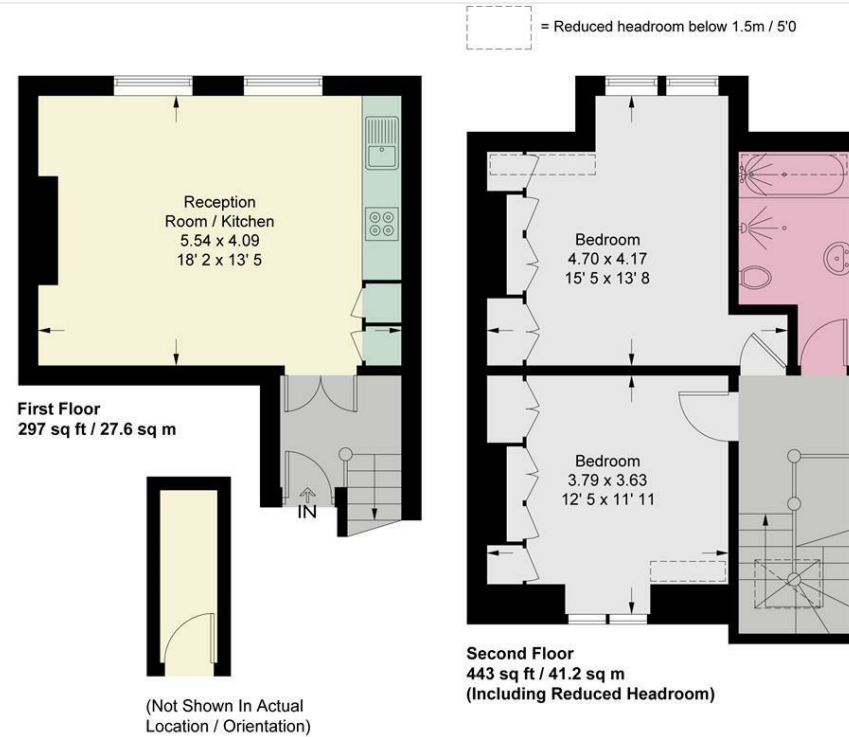 = Reduced headroom below 1.5m / 5'0
Reception
Room / Kitchen
5.54 x 4.09
18' 2 x 13' 5
First Floor
297 sq ft / 27.6 sq m
IN
(Not Shown In Actual
Location / Orientation)
Bedroom
4.70 x 4.17
15' 5 x 13' 8
Bedroom
3.79 x 3.63
12' 5 x 11' 11
Second Floor
443 sq ft / 41.2 sq m
(Including Reduced Headroom)